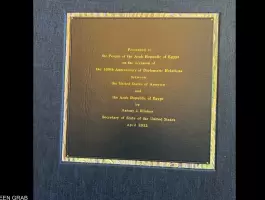 Presented to
the People of the Arab Republic of Egypt
on the occasion of
the 100th Anniversary of Diplomatic Relations
between
the United States of America
and
the Arab Republic of Egypt
by
Antony J. Blinken
Secretary of State of the United States
April 2022
EEN GRAB